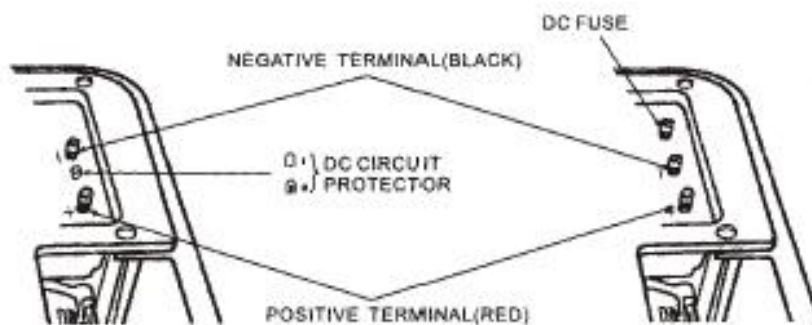 DC FUSE
NEGATIVE TERMINAL(BLACK)
DC CIRCUIT
PROTECTOR
POSITIVE TERMINAL(RED)